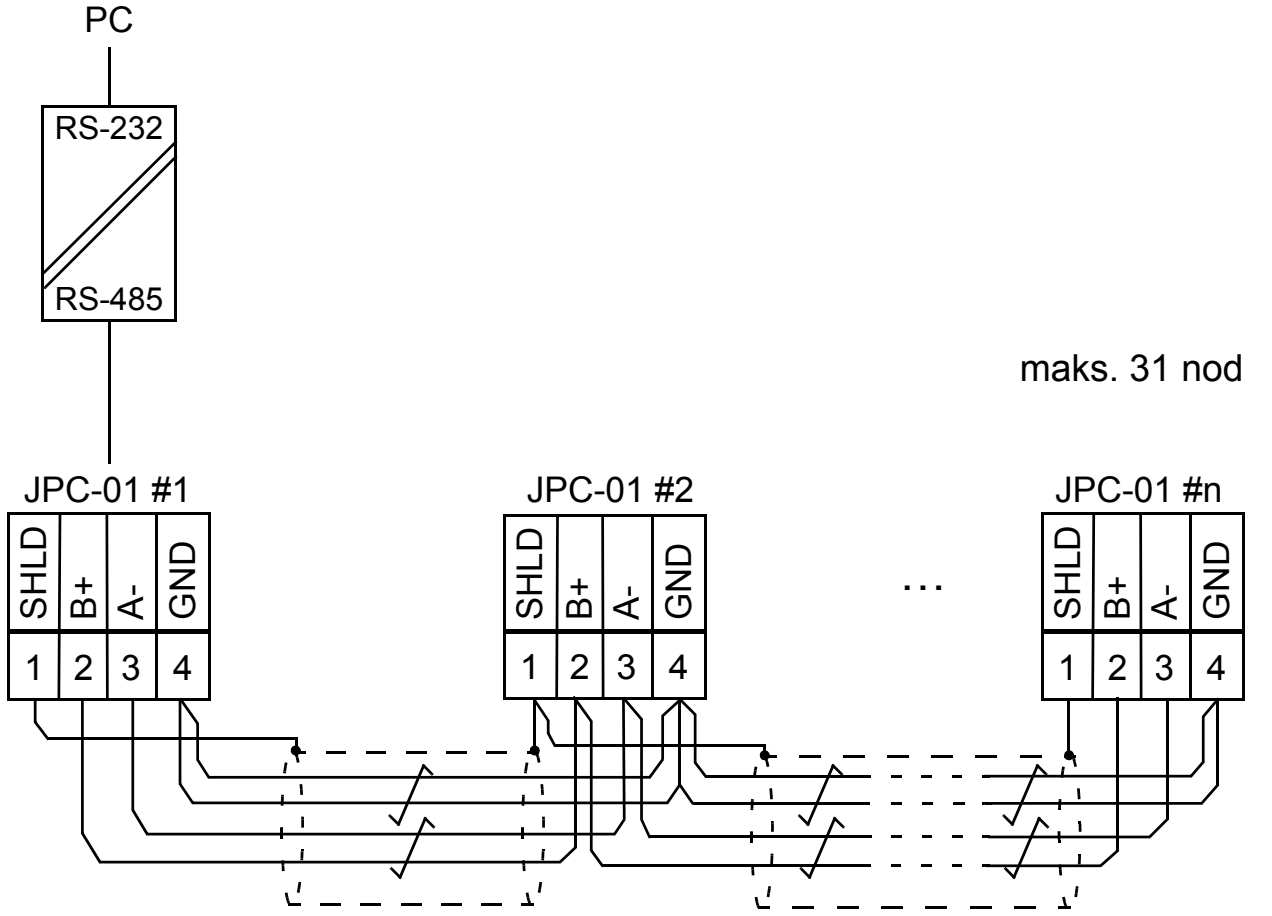 PC
RS-232
RS-485
maks. 31 nod
JPC-01 #1
SHLD B+ A- GND
1 2 3 4
JPC-01 #2
SHLD B+ A- GND
1 2 3 4
...
JPC-01 #n
SHLD B+ A- GND
1 2 3 4